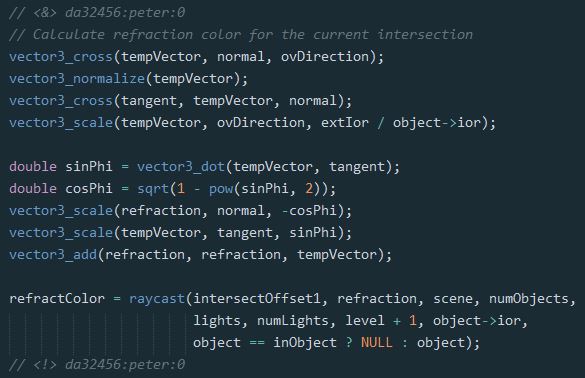 // <&> da32456:peter:0
// Calculate refraction color for the current intersection
vector3_cross(tempVector, normal, ovDirection);
vector3_normalize(tempVector);
vector3_cross(tangent, tempVector, normal);
vector3_scale(tempVector, ovDirection, extIor / object->ior);

double sinPhi = vector3_dot(tempVector, tangent);
double cosPhi = sqrt(1 - pow(sinPhi, 2));
vector3_scale(refraction, normal, -cosPhi);
vector3_scale(tempVector, tangent, sinPhi);
vector3_add(refraction, refraction, tempVector);

refractColor = raycast(intersectOffset1, refraction, scene, numObjects,
                       lights, numLights, level + 1, object->ior,
                       object == inObject ? NULL : object);
// <!> da32456:peter:0